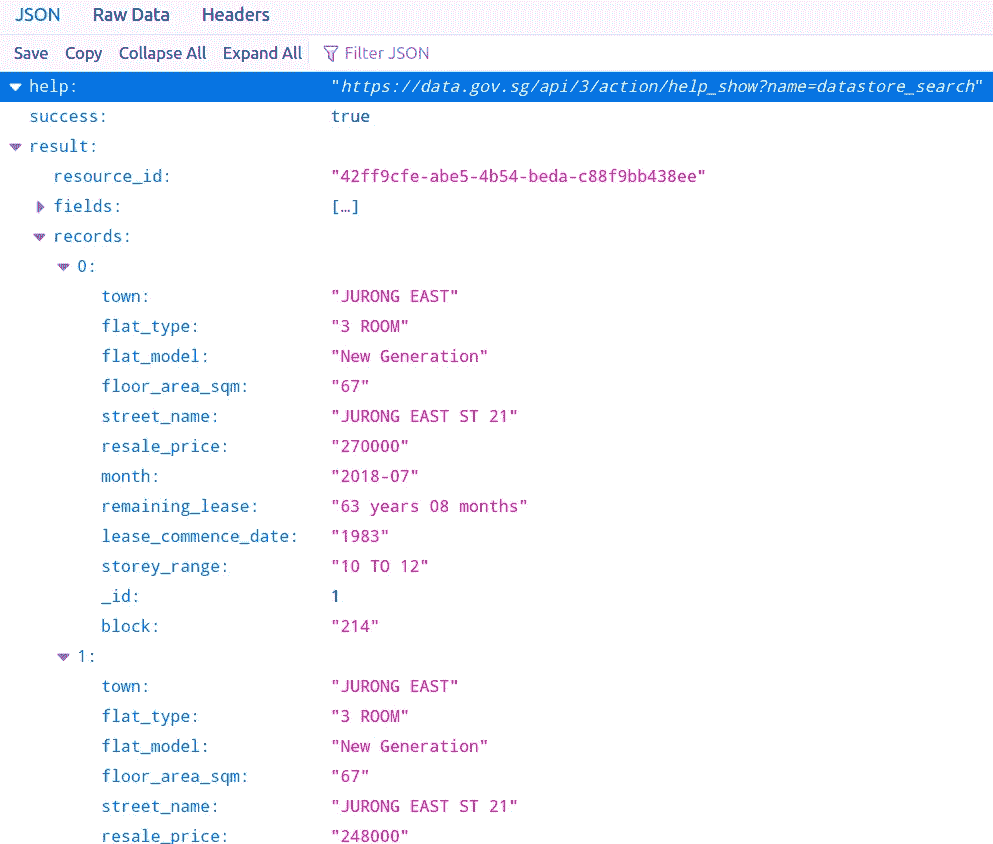 JSON Raw Data Headers
Save Copy Collapse All Expand All Filter JSON
help: "https://data.gov.sg/api/3/action/help_show?name=datastore_search"
success: true
result:
resource_id: "42ff9cfe-abe5-4b54-beda-c88f9bb438ee"
fields: […]
records:
0:
town: "JURONG EAST"
flat_type: "3 ROOM"
flat_model: "New Generation"
floor_area_sqm: "67"
street_name: "JURONG EAST ST 21"
resale_price: "270000"
month: "2018-07"
remaining_lease: "63 years 08 months"
lease_commence_date: "1983"
storey_range: "10 TO 12"
_id: 1
block: "214"
1:
town: "JURONG EAST"
flat_type: "3 ROOM"
flat_model: "New Generation"
floor_area_sqm: "67"
street_name: "JURONG EAST ST 21"
resale_price: "248000"